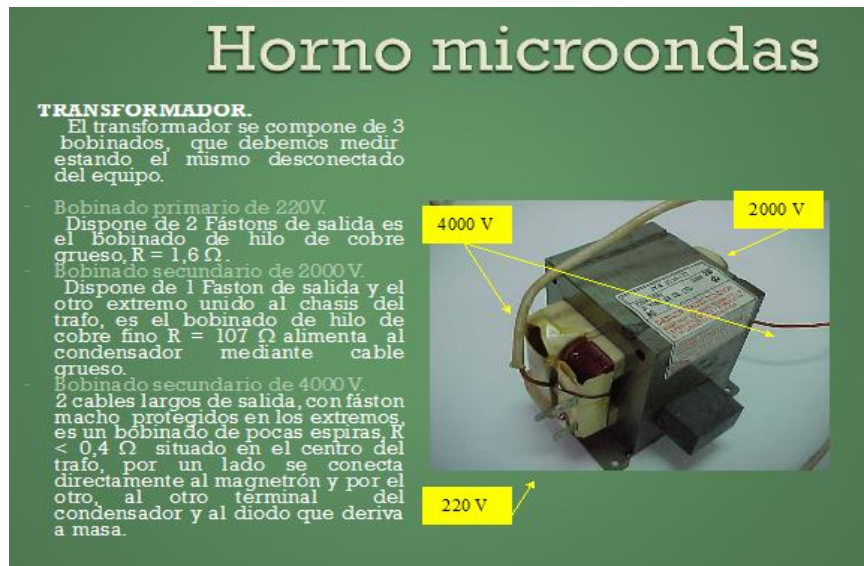 Horno microondas
TRANSFORMADOR.
El transformador se compone de 3
bobinados, que debemos medir
estando el mismo desconectado
del equipo.
- Bobinado primario de 220V.
Dispone de 2 Fástons de salida es
el bobinado de hilo de cobre
grueso, R = 1,6 Ω .
- Bobinado secundario de 2000 V.
Dispone de 1 Faston de salida y el
otro extremo unido al chasis del
trafo, es el bobinado de hilo de
cobre fino R = 107 Ω alimenta al
condensador mediante cable
grueso.
- Bobinado secundario de 4000 V.
2 cables largos de salida, con fáston
macho protegidos en los extremos,
es un bobinado de pocas espiras, R
< 0,4 Ω situado en el centro del
trafo, por un lado se conecta
directamente al magnetrón y por el
otro, al otro terminal del
condensador y al diodo que deriva
a masa.
4000 V
2000 V
220 V